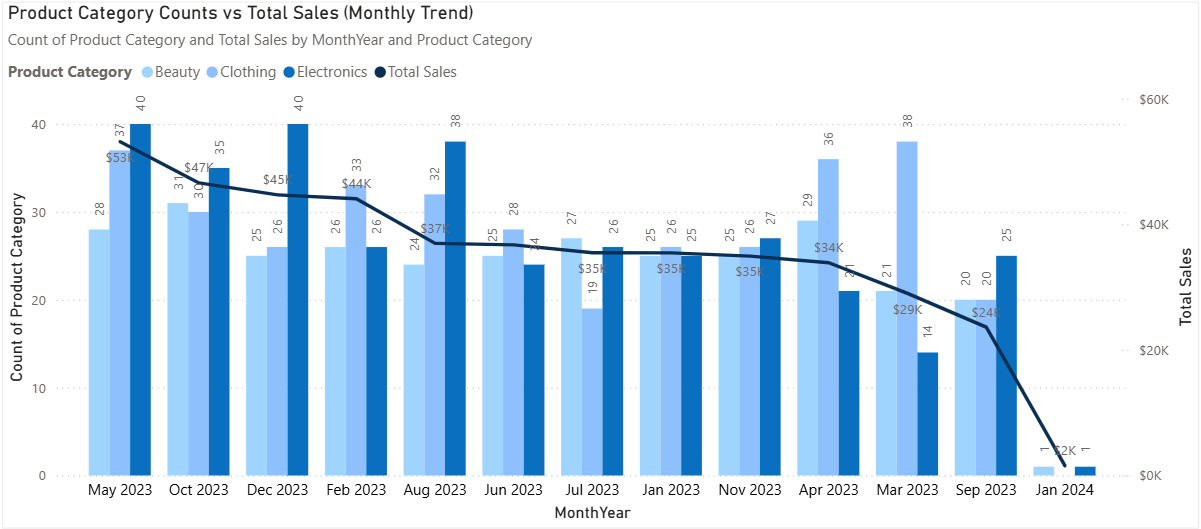 Product Category Counts vs Total Sales (Monthly Trend)
Count of Product Category and Total Sales by MonthYear and Product Category
Product Category Beauty Clothing Electronics Total Sales
Count of Product Category
40
30
20
10
0
28 37 40
31 30 35
25 26 40
26 33 26
24 32 38
25 28 24
27 19 26
25 26 25
25 26 27
29 36 21
21 38 14
20 20 25
1 1
$53K
$47K
$45K
$44K
$37K
$35K
$35K
$35K
$34K
$29K
$24K
$2K
$60K
$40K
$20K
$0K
Total Sales
May 2023 Oct 2023 Dec 2023 Feb 2023 Aug 2023 Jun 2023 Jul 2023 Jan 2023 Nov 2023 Apr 2023 Mar 2023 Sep 2023 Jan 2024
MonthYear